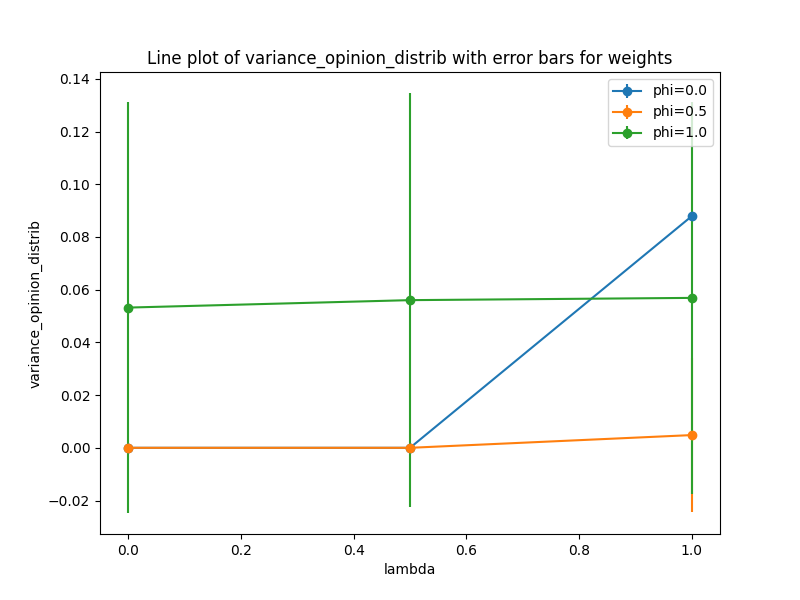 Line plot of variance_opinion_distrib with error bars for weights
phi=0.0
phi=0.5
phi=1.0
0.14
0.12
0.10
0.08
0.06
0.04
0.02
0.00
−0.02
variance_opinion_distrib
0.0 0.2 0.4 0.6 0.8 1.0
lambda